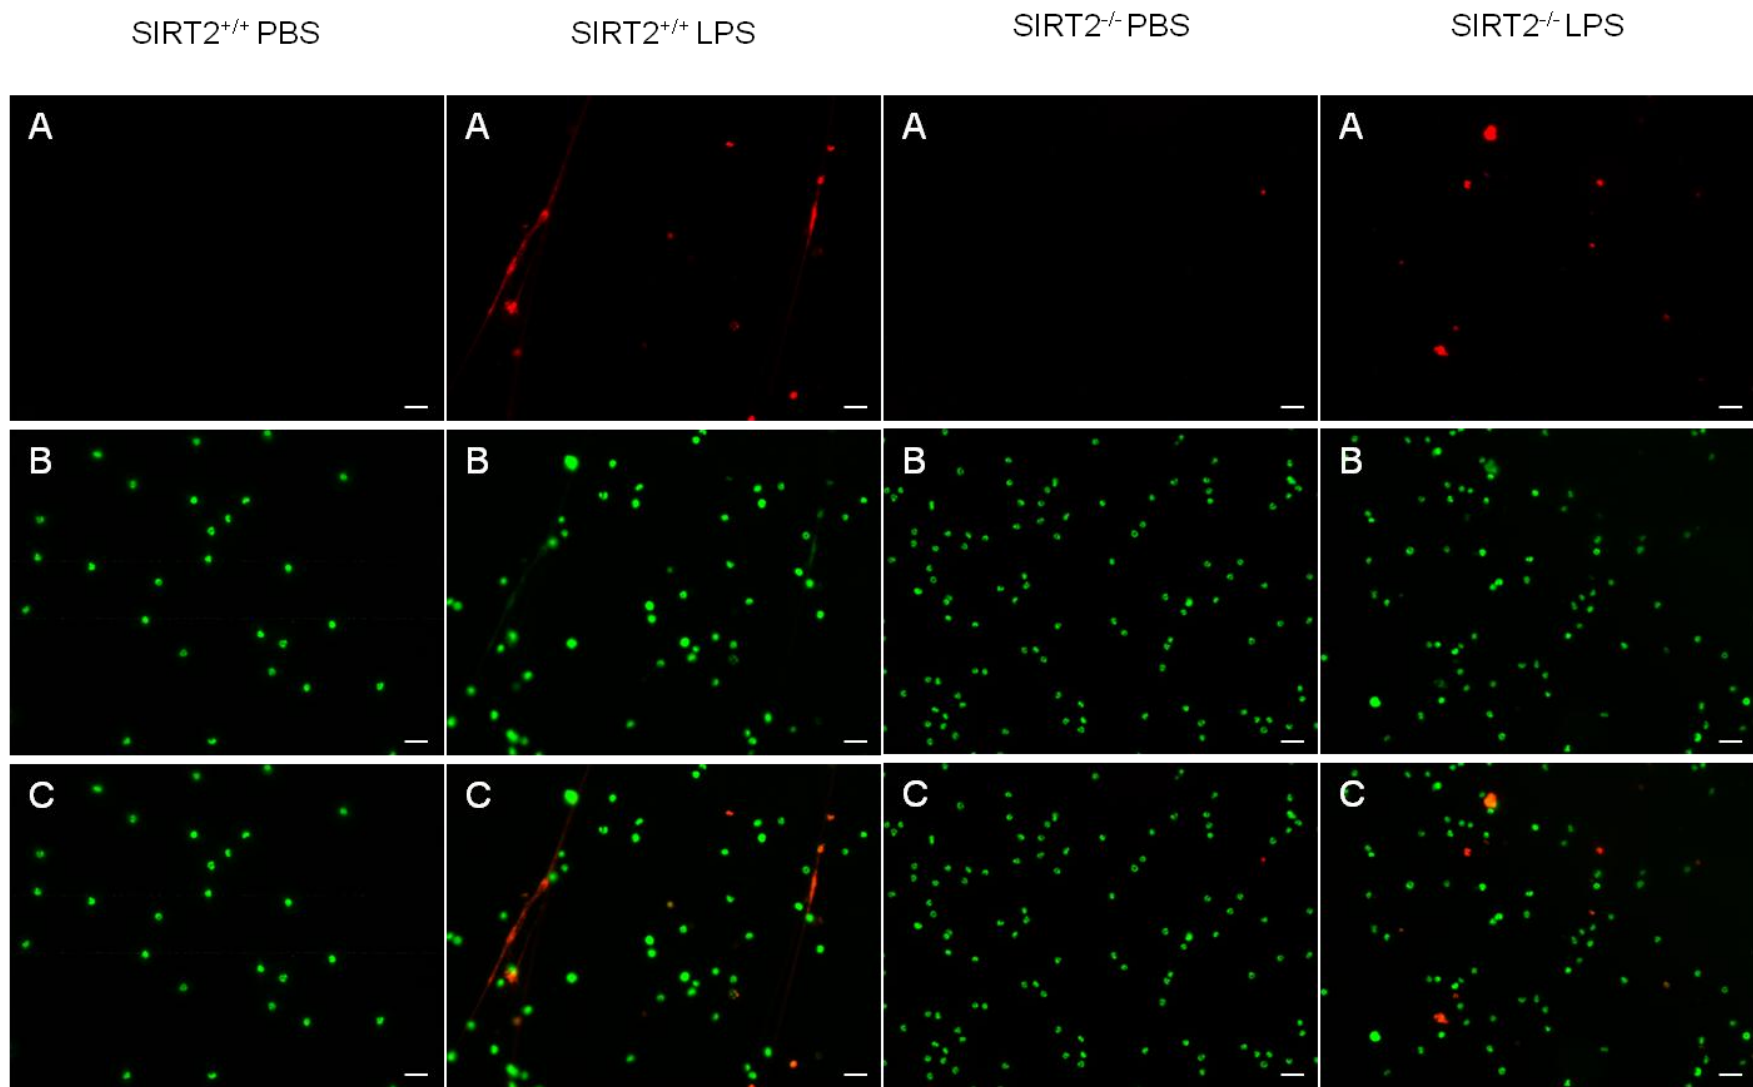 SIRT2+/+ PBS SIRT2+/+ LPS SIRT2-/- PBS SIRT2-/- LPS
A A A A
B B B B
C C C C